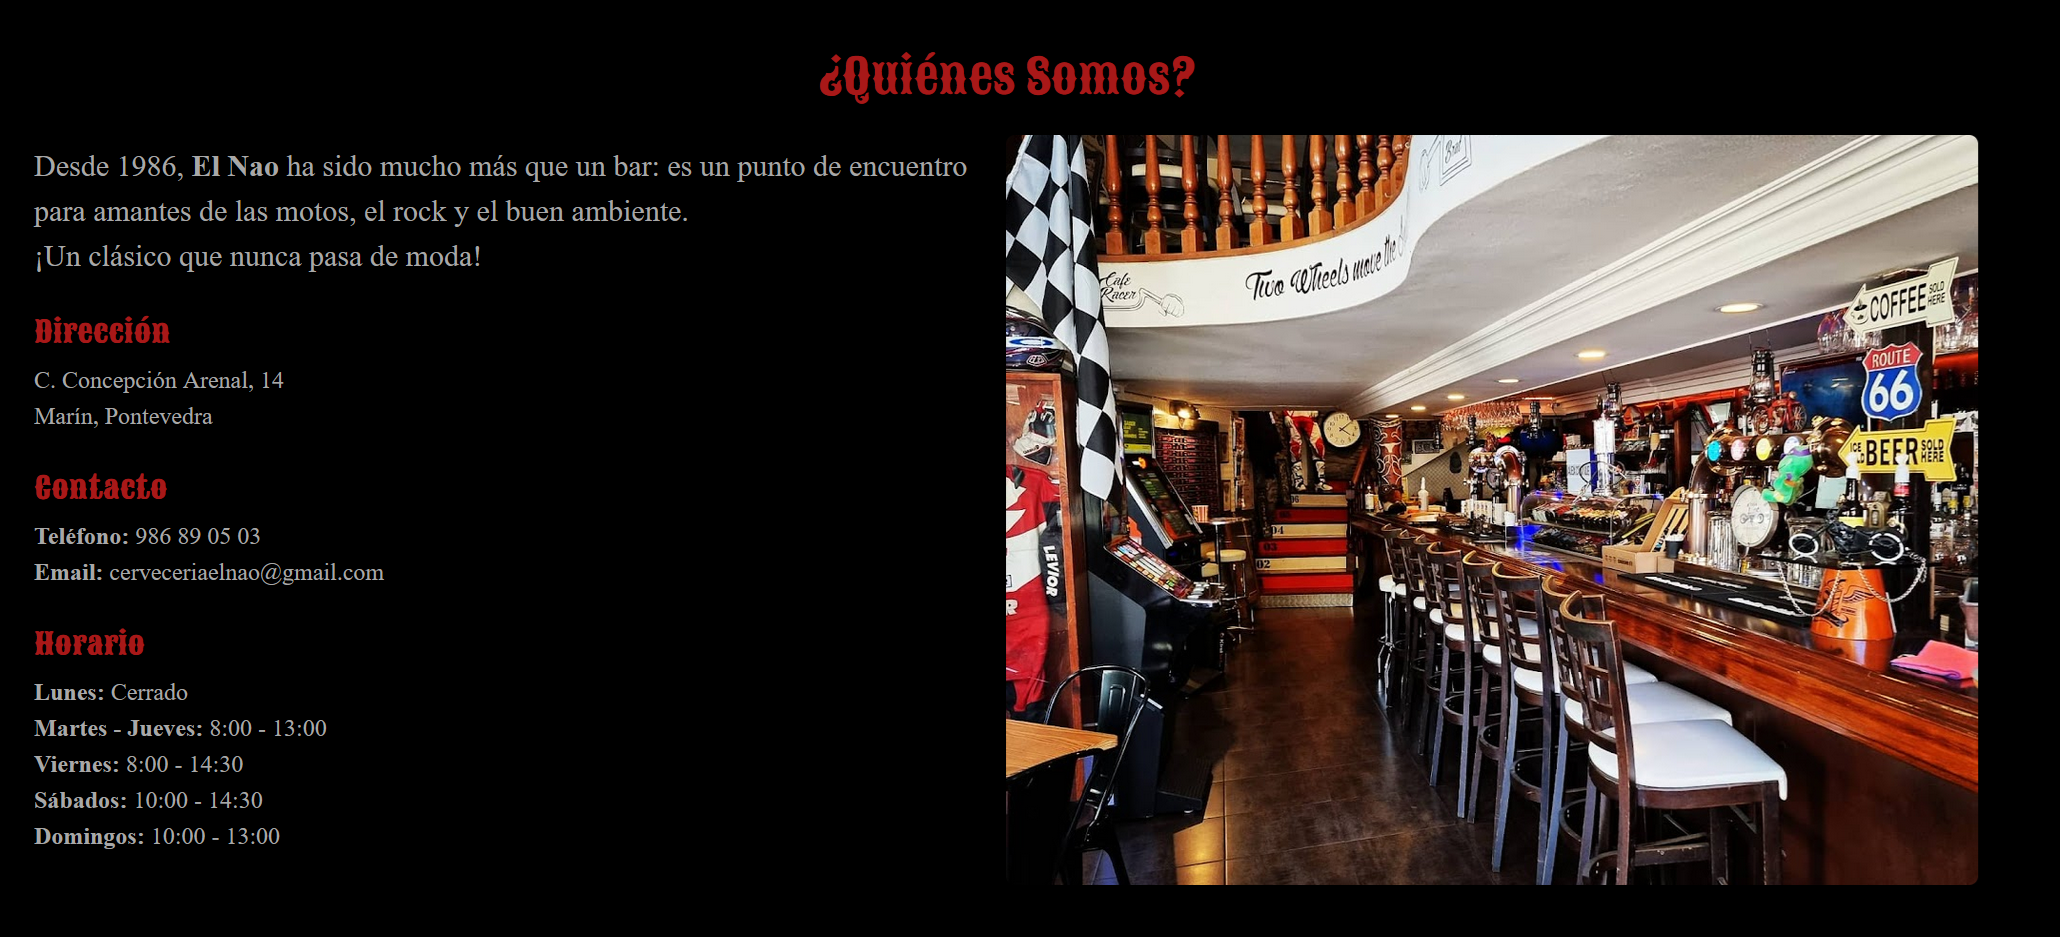 ¿Quiénes Somos?
Desde 1986, El Nao ha sido mucho más que un bar: es un punto de encuentro
para amantes de las motos, el rock y el buen ambiente.
¡Un clásico que nunca pasa de moda!
Dirección
C. Concepción Arenal, 14
Marín, Pontevedra
Contacto
Teléfono: 986 89 05 03
Email: cerveceriaelnao@gmail.com
Horario
Lunes: Cerrado
Martes - Jueves: 8:00 - 13:00
Viernes: 8:00 - 14:30
Sábados: 10:00 - 14:30
Domingos: 10:00 - 13:00
Cafe
Racer
Two Wheels move the
COFFEE SOLD HERE
ROUTE
66
ICE
BEER SOLD HERE
LEVIOR
04
03
02